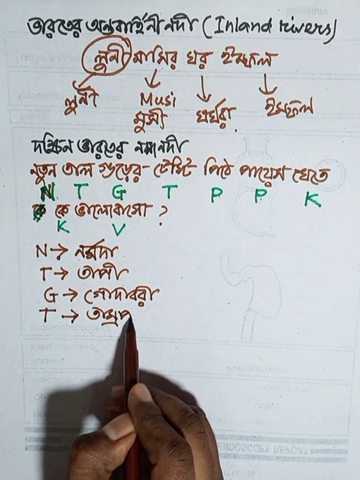 ভারতের অন্তর্বাহিনী নদী (Inland rivers)
লুনী মাসির ঘর ইম্ফল
লুনী Musi ঘর্ঘরা ইম্ফল
মুসী
দক্ষিণ ভারতের নদনদী
নতুন তাল গুড়ের টেস্টি পিঠে পায়েস খেতে
N T G T P P K
কে কে ভালোবাসো ?
K V
N → নর্মদা
T → তাপ্তী
G → গোদাবরী
T → তাম্রপ